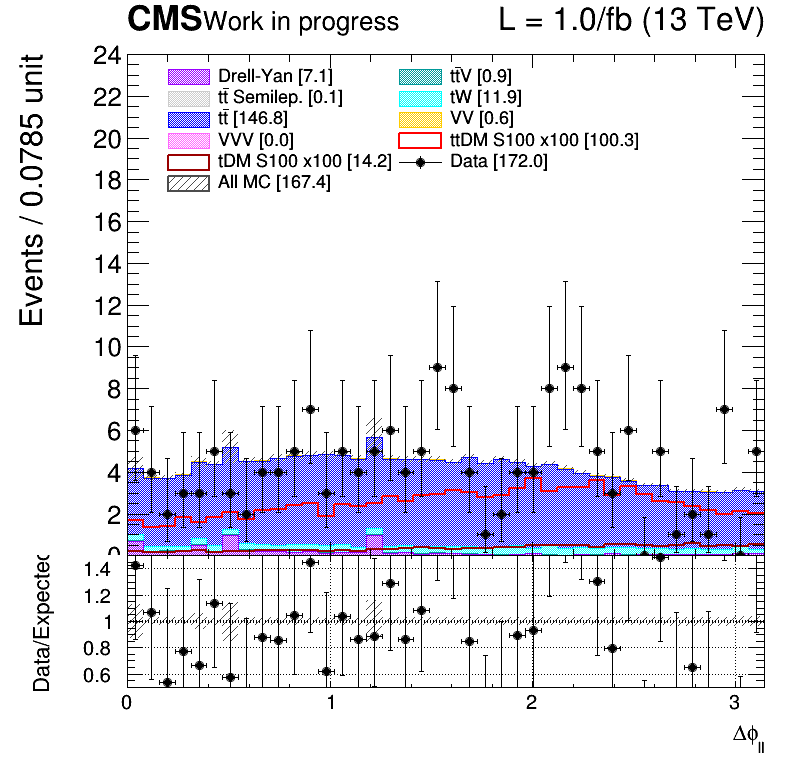 CMS Work in progress L = 1.0/fb (13 TeV)
Events / 0.0785 unit
24
22
20
18
16
14
12
10
8
6
4
2
0
Drell-Yan [7.1] tt̄V [0.9]
tt̄ Semilep. [0.1] tW [11.9]
tt̄ [146.8] VV [0.6]
VVV [0.0] ttDM S100 x100 [100.3]
tDM S100 x100 [14.2] Data [172.0]
All MC [167.4]
Data/Expected
1.4
1.2
1
0.8
0.6
0 1 2 3
Δϕll